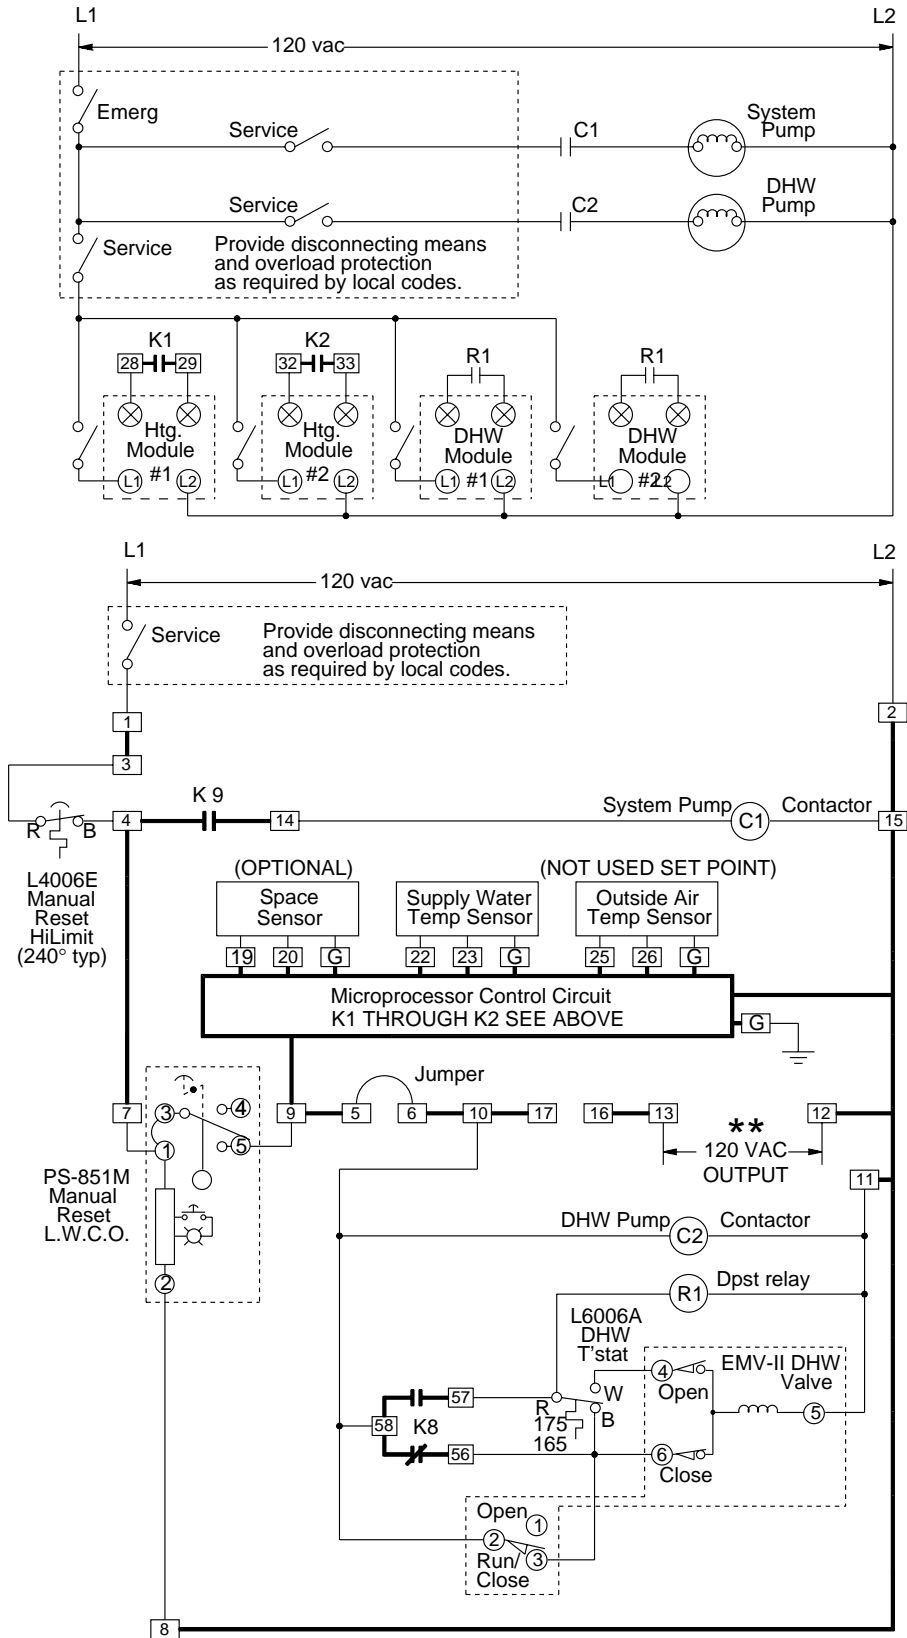 L1
L2
120 vac
Emerg
Service
C1
System
Pump
Service
C2
DHW
Pump
Service
Provide disconnecting means
and overload protection
as required by local codes.
K1
28
29
Htg.
Module
#1
L1
L2
K2
32
33
Htg.
Module
#2
L1
L2
R1
DHW
Module
#1
L1
L2
R1
DHW
Module
#2
L1
L2
L1
L2
120 vac
Service
Provide disconnecting means
and overload protection
as required by local codes.
1
2
3
R
B
4
K 9
14
System Pump
C1
Contactor
15
L4006E
Manual
Reset
HiLimit
(240° typ)
(OPTIONAL)
Space
Sensor
Supply Water
Temp Sensor
(NOT USED SET POINT)
Outside Air
Temp Sensor
19
20
G
22
23
G
25
26
G
Microprocessor Control Circuit
K1 THROUGH K2 SEE ABOVE
G
Jumper
7
3
4
5
1
2
9
5
6
10
17
16
13
12
**
120 VAC
OUTPUT
11
PS-851M
Manual
Reset
L.W.C.O.
DHW Pump
C2
Contactor
R1
Dpst relay
L6006A
DHW
T'stat
EMV-II DHW
Valve
4
Open
5
6
Close
W
R
B
175
165
57
58
K8
56
Open
1
2
Run/
Close
3
8